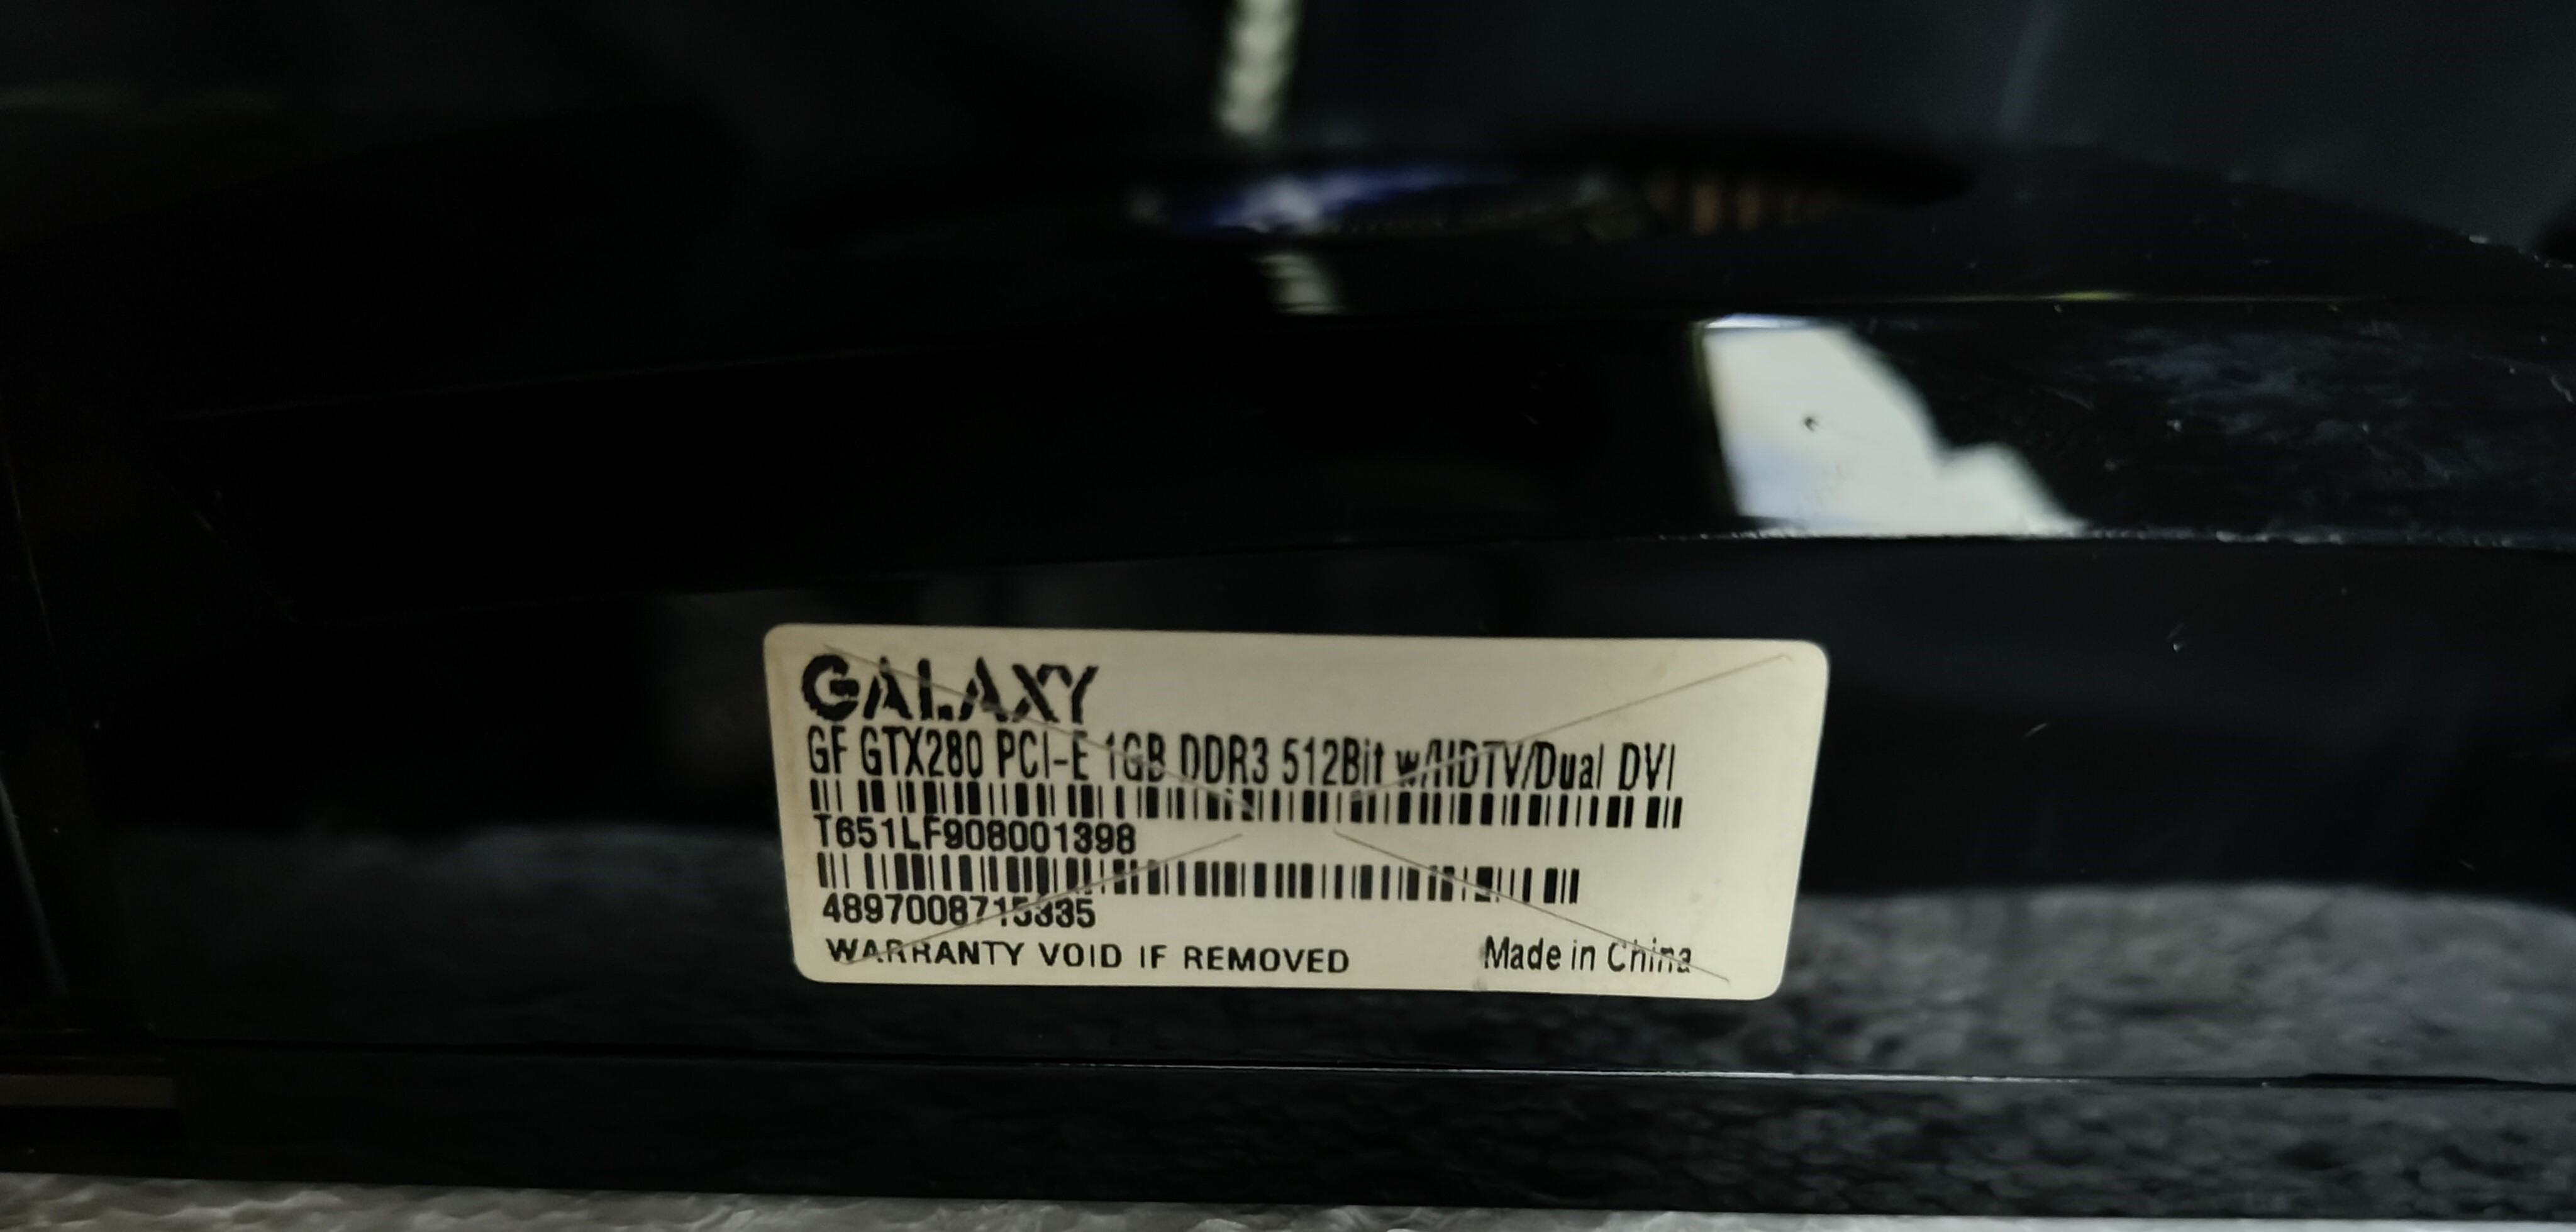 GALAXY
GF GTX280 PCI-E 1GB DDR3 512Bit w/HDTV/Dual DVI
T651LF908001398
4897008715335
WARRANTY VOID IF REMOVED
Made in China